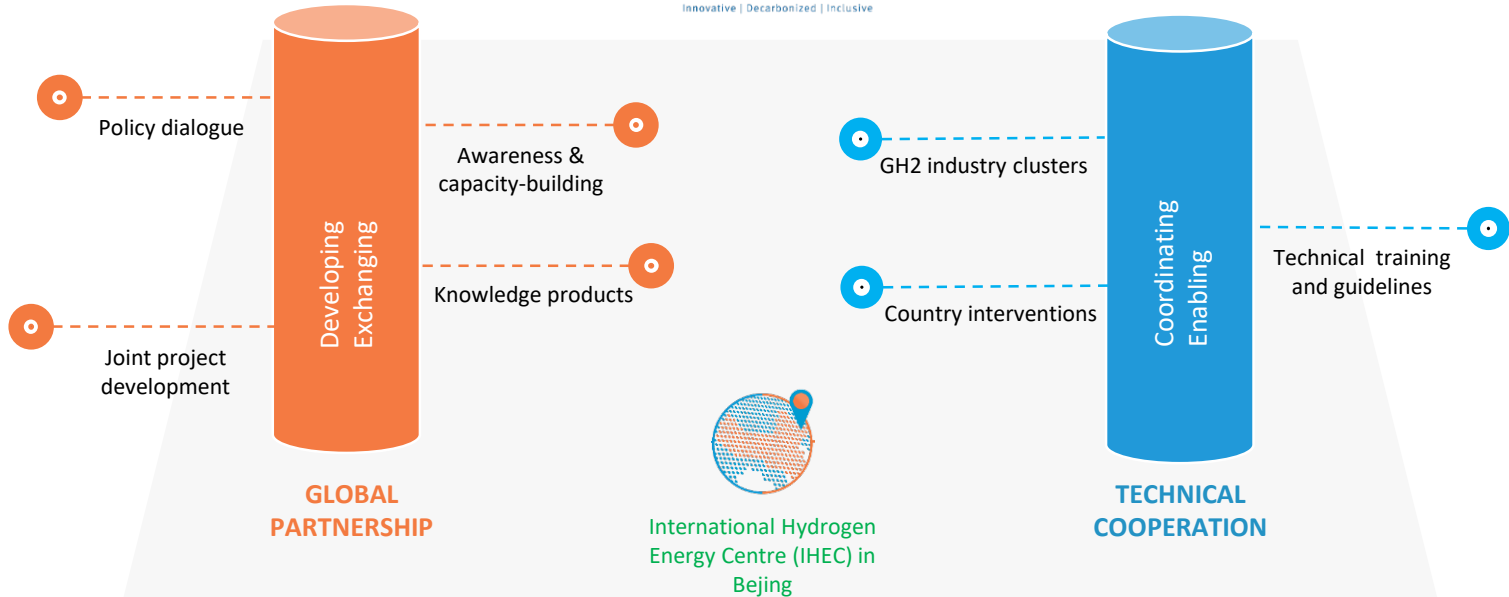 Innovative | Decarbonized | Inclusive
Policy dialogue
Awareness &
capacity-building
Knowledge products
Joint project
development
Developing
Exchanging
GLOBAL
PARTNERSHIP
GH2 industry clusters
Country interventions
Technical training
and guidelines
Coordinating
Enabling
TECHNICAL
COOPERATION
International Hydrogen
Energy Centre (IHEC) in
Bejing